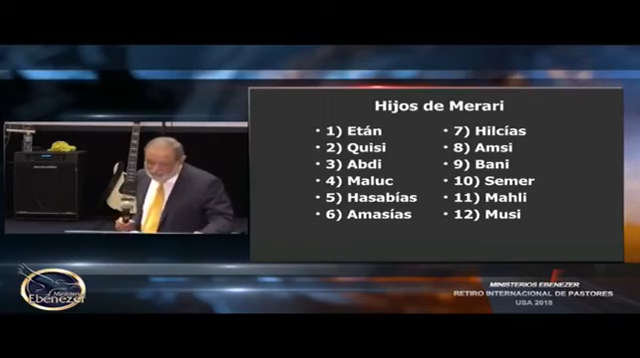 Hijos de Merari
• 1) Etán
• 2) Quisi
• 3) Abdi
• 4) Maluc
• 5) Hasabías
• 6) Amasías
• 7) Hilcías
• 8) Amsi
• 9) Bani
• 10) Semer
• 11) Mahli
• 12) Musi
Ministerios
Ebenezer
MINISTERIOS EBENEZER
RETIRO INTERNACIONAL DE PASTORES
USA 2018